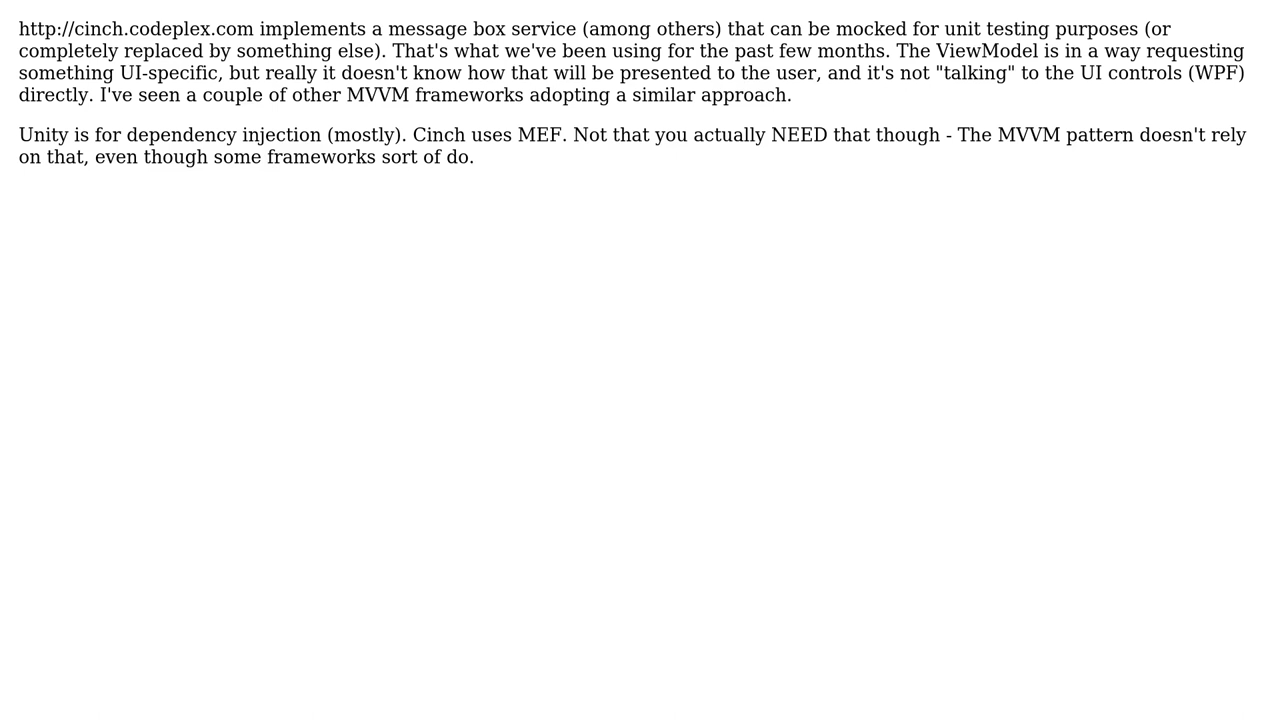 http://cinch.codeplex.com implements a message box service (among others) that can be mocked for unit testing purposes (or
completely replaced by something else). That's what we've been using for the past few months. The ViewModel is in a way requesting
something UI-specific, but really it doesn't know how that will be presented to the user, and it's not "talking" to the UI controls (WPF)
directly. I've seen a couple of other MVVM frameworks adopting a similar approach.
Unity is for dependency injection (mostly). Cinch uses MEF. Not that you actually NEED that though - The MVVM pattern doesn't rely
on that, even though some frameworks sort of do.